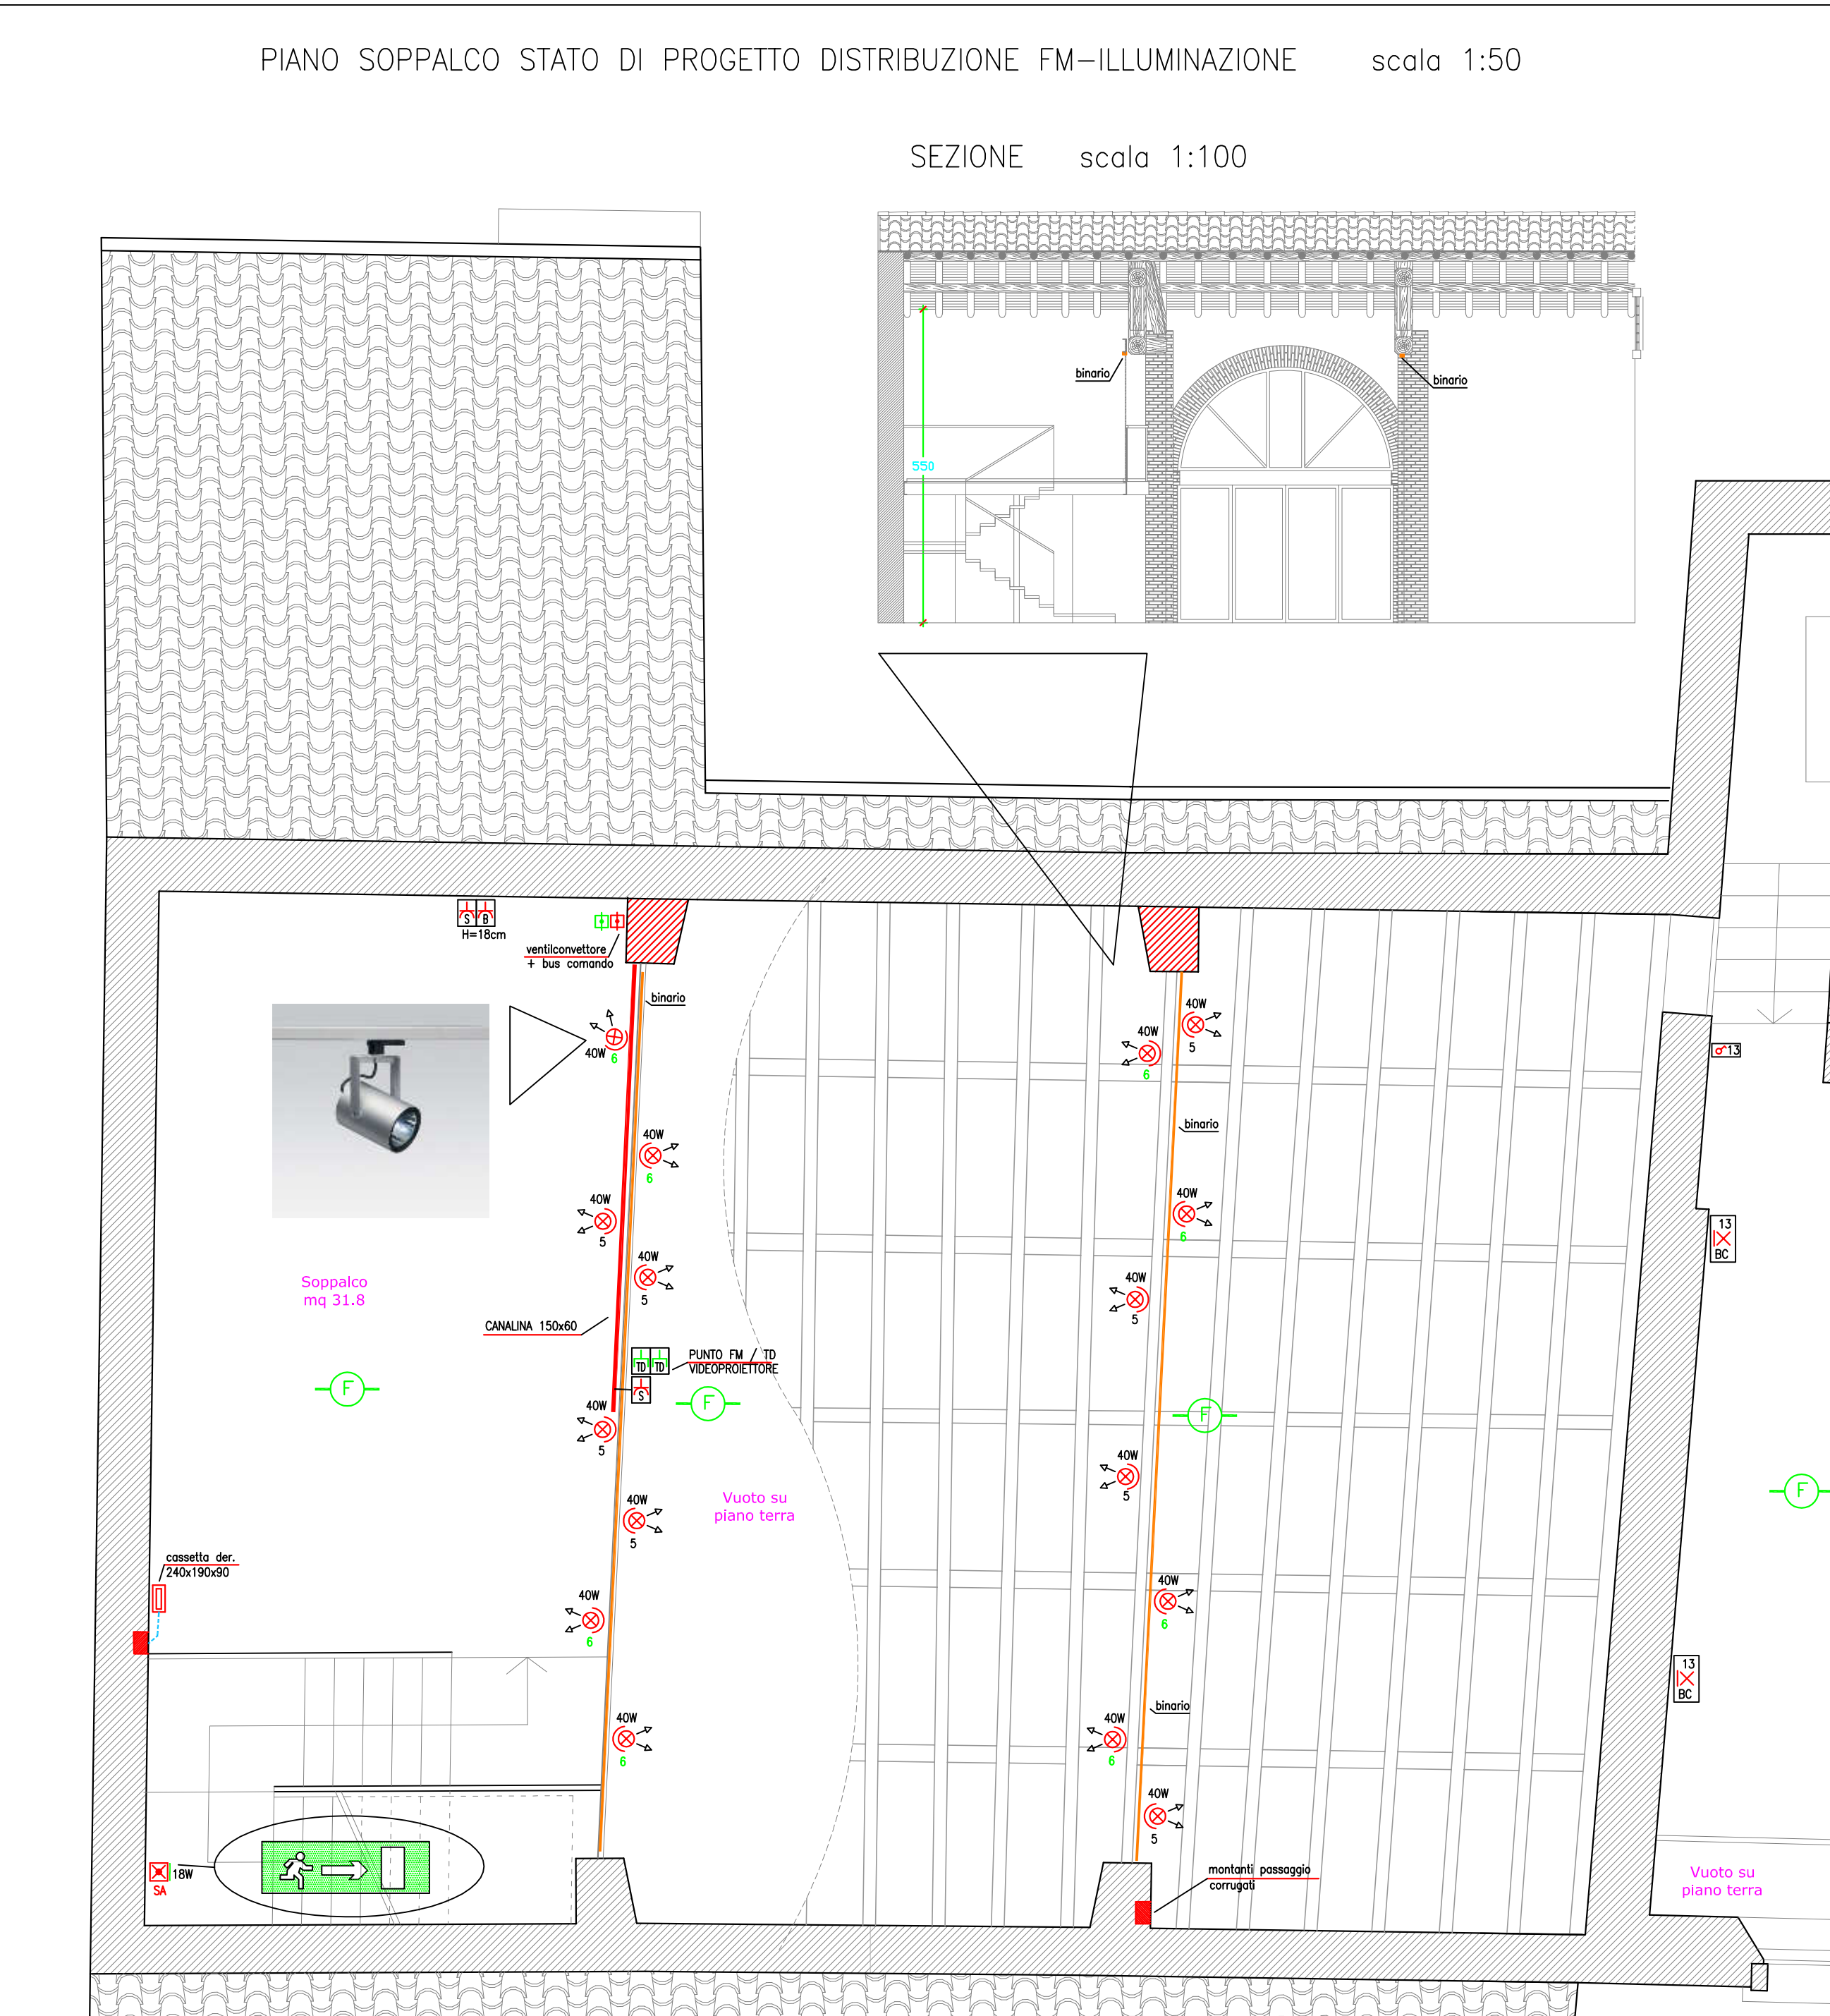 PIANO SOPPALCO STATO DI PROGETTO DISTRIBUZIONE FM-ILLUMINAZIONE scala 1:50
SEZIONE scala 1:100
binario
binario
550
S B
H=18cm
ventilconvettore
+ bus comando
binario
40W
6
40W
6
40W
5
40W
5
40W
6
40W
5
binario
40W
6
40W
5
13
13
BC
Soppalco
mq 31.8
CANALINA 150x60
TD TD
PUNTO FM / TD
VIDEOPROIETTORE
S
F
F
F
F
40W
5
40W
5
40W
5
Vuoto su
piano terra
cassetta der.
240x190x90
40W
6
40W
6
40W
6
13
BC
binario
40W
6
40W
5
18W
SA
montanti passaggio
corrugati
Vuoto su
piano terra